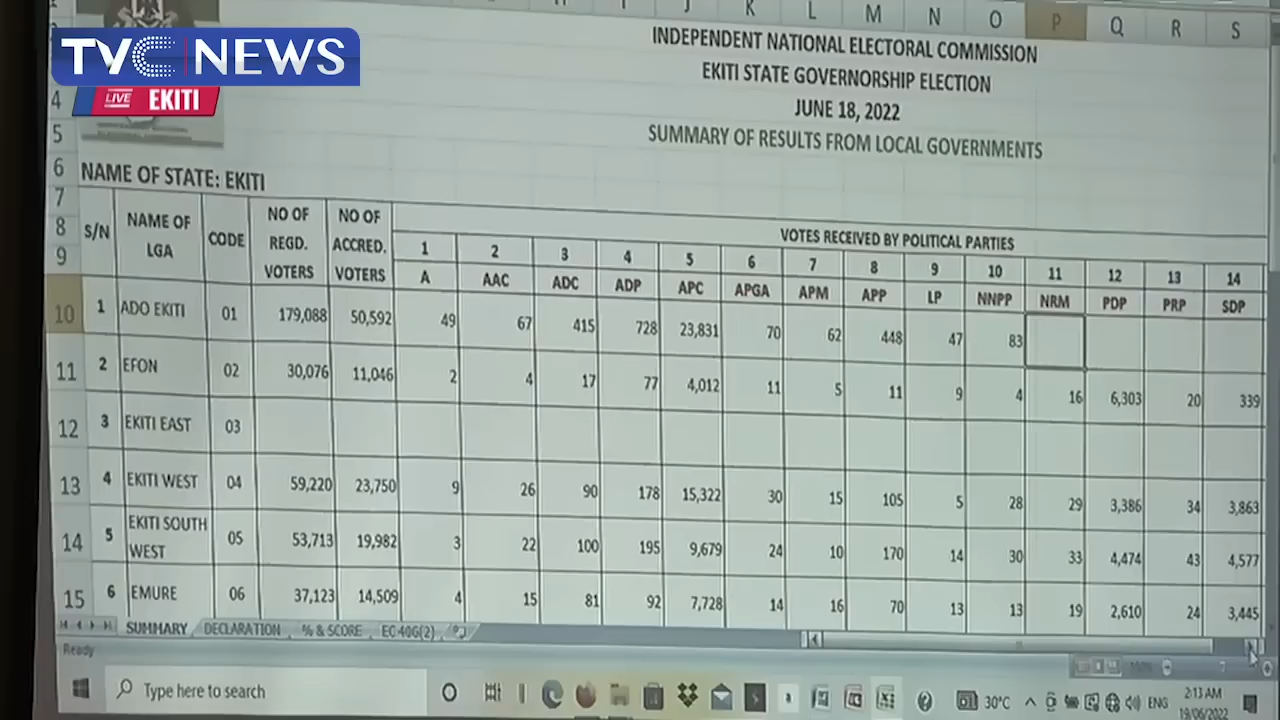 K L M N O P Q R S
TVC NEWS
LIVE EKITI
INDEPENDENT NATIONAL ELECTORAL COMMISSION
EKITI STATE GOVERNORSHIP ELECTION
JUNE 18, 2022
SUMMARY OF RESULTS FROM LOCAL GOVERNMENTS
4
5
6 NAME OF STATE: EKITI
7
8
9
S/N NAME OF LGA CODE NO OF REGD. VOTERS NO OF ACCRED. VOTERS VOTES RECEIVED BY POLITICAL PARTIES
1 2 3 4 5 6 7 8 9 10 11 12 13 14
A AAC ADC ADP APC APGA APM APP LP NNPP NRM PDP PRP SDP
10 1 ADO EKITI 01 179,088 50,592 49 67 415 728 23,831 70 62 448 47 83
11 2 EFON 02 30,076 11,046 2 4 17 77 4,012 11 5 11 9 4 16 6,303 20 339
12 3 EKITI EAST 03
13 4 EKITI WEST 04 59,220 23,750 9 26 90 178 15,322 30 15 105 5 28 29 3,386 34 3,863
14 5 EKITI SOUTH WEST 05 53,713 19,982 3 22 100 195 9,679 24 10 170 14 30 33 4,474 43 4,577
15 6 EMURE 06 37,123 14,509 4 15 81 92 7,728 14 16 70 13 13 19 2,610 24 3,445
SUMMARY DECLARATION % & SCORE EC 40G(2)
Ready
Type here to search
30°C ENG 2:13 AM
19/06/2022